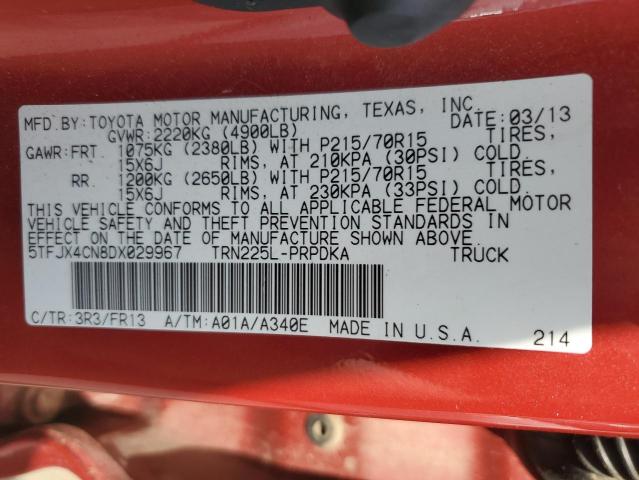 MFD.BY: TOYOTA MOTOR MANUFACTURING, TEXAS, INC. DATE: 03/13
GVWR: 2220KG (4900LB)
GAWR: FRT 1075KG (2380LB) WITH P215/70R15 TIRES,
15X6J RIMS, AT 210KPA (30PSI) COLD.
RR 1200KG (2650LB) WITH P215/70R15 TIRES,
15X6J RIMS, AT 230KPA (33PSI) COLD.
THIS VEHICLE CONFORMS TO ALL APPLICABLE FEDERAL MOTOR
VEHICLE SAFETY AND THEFT PREVENTION STANDARDS IN
EFFECT ON THE DATE OF MANUFACTURE SHOWN ABOVE.
5TFJX4CN8DX029967 TRN225L-PRPDKA TRUCK
C/TR: 3R3/FR13 A/TM: A01A/A340E MADE IN U.S.A. 214